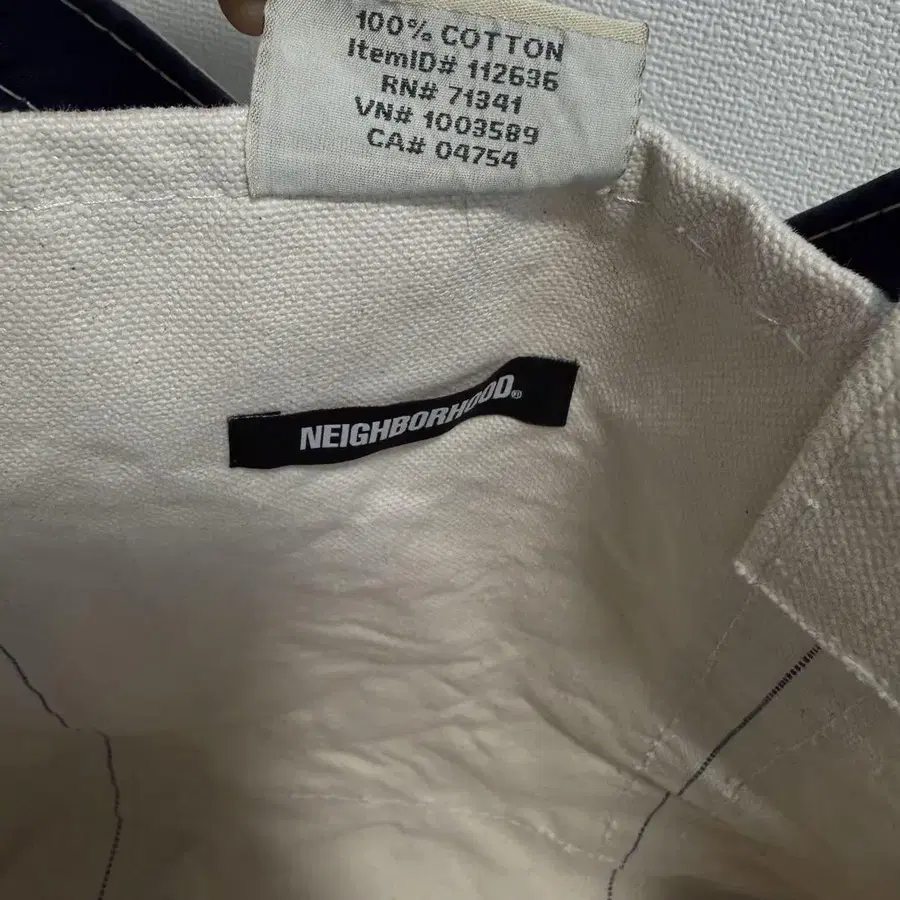 100% COTTON
ItemID# 112636
RN# 71341
VN# 1003589
CA# 04754
NEIGHBORHOOD®